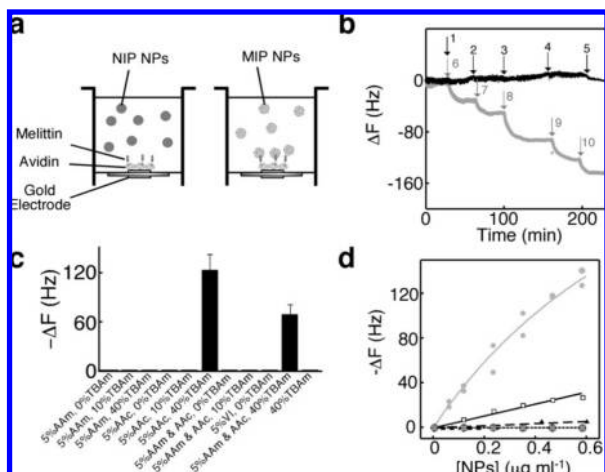 a
NIP NPs
MIP NPs
Melittin
Avidin
Gold
Electrode
b
ΔF (Hz)
0
-80
-160
1
2
3
4
5
6
7
8
9
10
0
100
200
Time (min)
c
−ΔF (Hz)
120
60
0
5%AAm, 0%TBAm
5%AAm, 10%TBAm
5%AAm, 40%TBAm
5%AAc, 0%TBAm
5%AAc, 10%TBAm
5%AAc, 40%TBAm
5%AAm & AAc, 0%TBAm
5%AAm & AAc, 10%TBAm
5%VI, 0%TBAm
5%AAm & AAc, 40%TBAm
40%TBAm
d
-ΔF (Hz)
120
80
40
0
0.0
0.2
0.4
0.6
[NPs] (μg ml⁻¹)